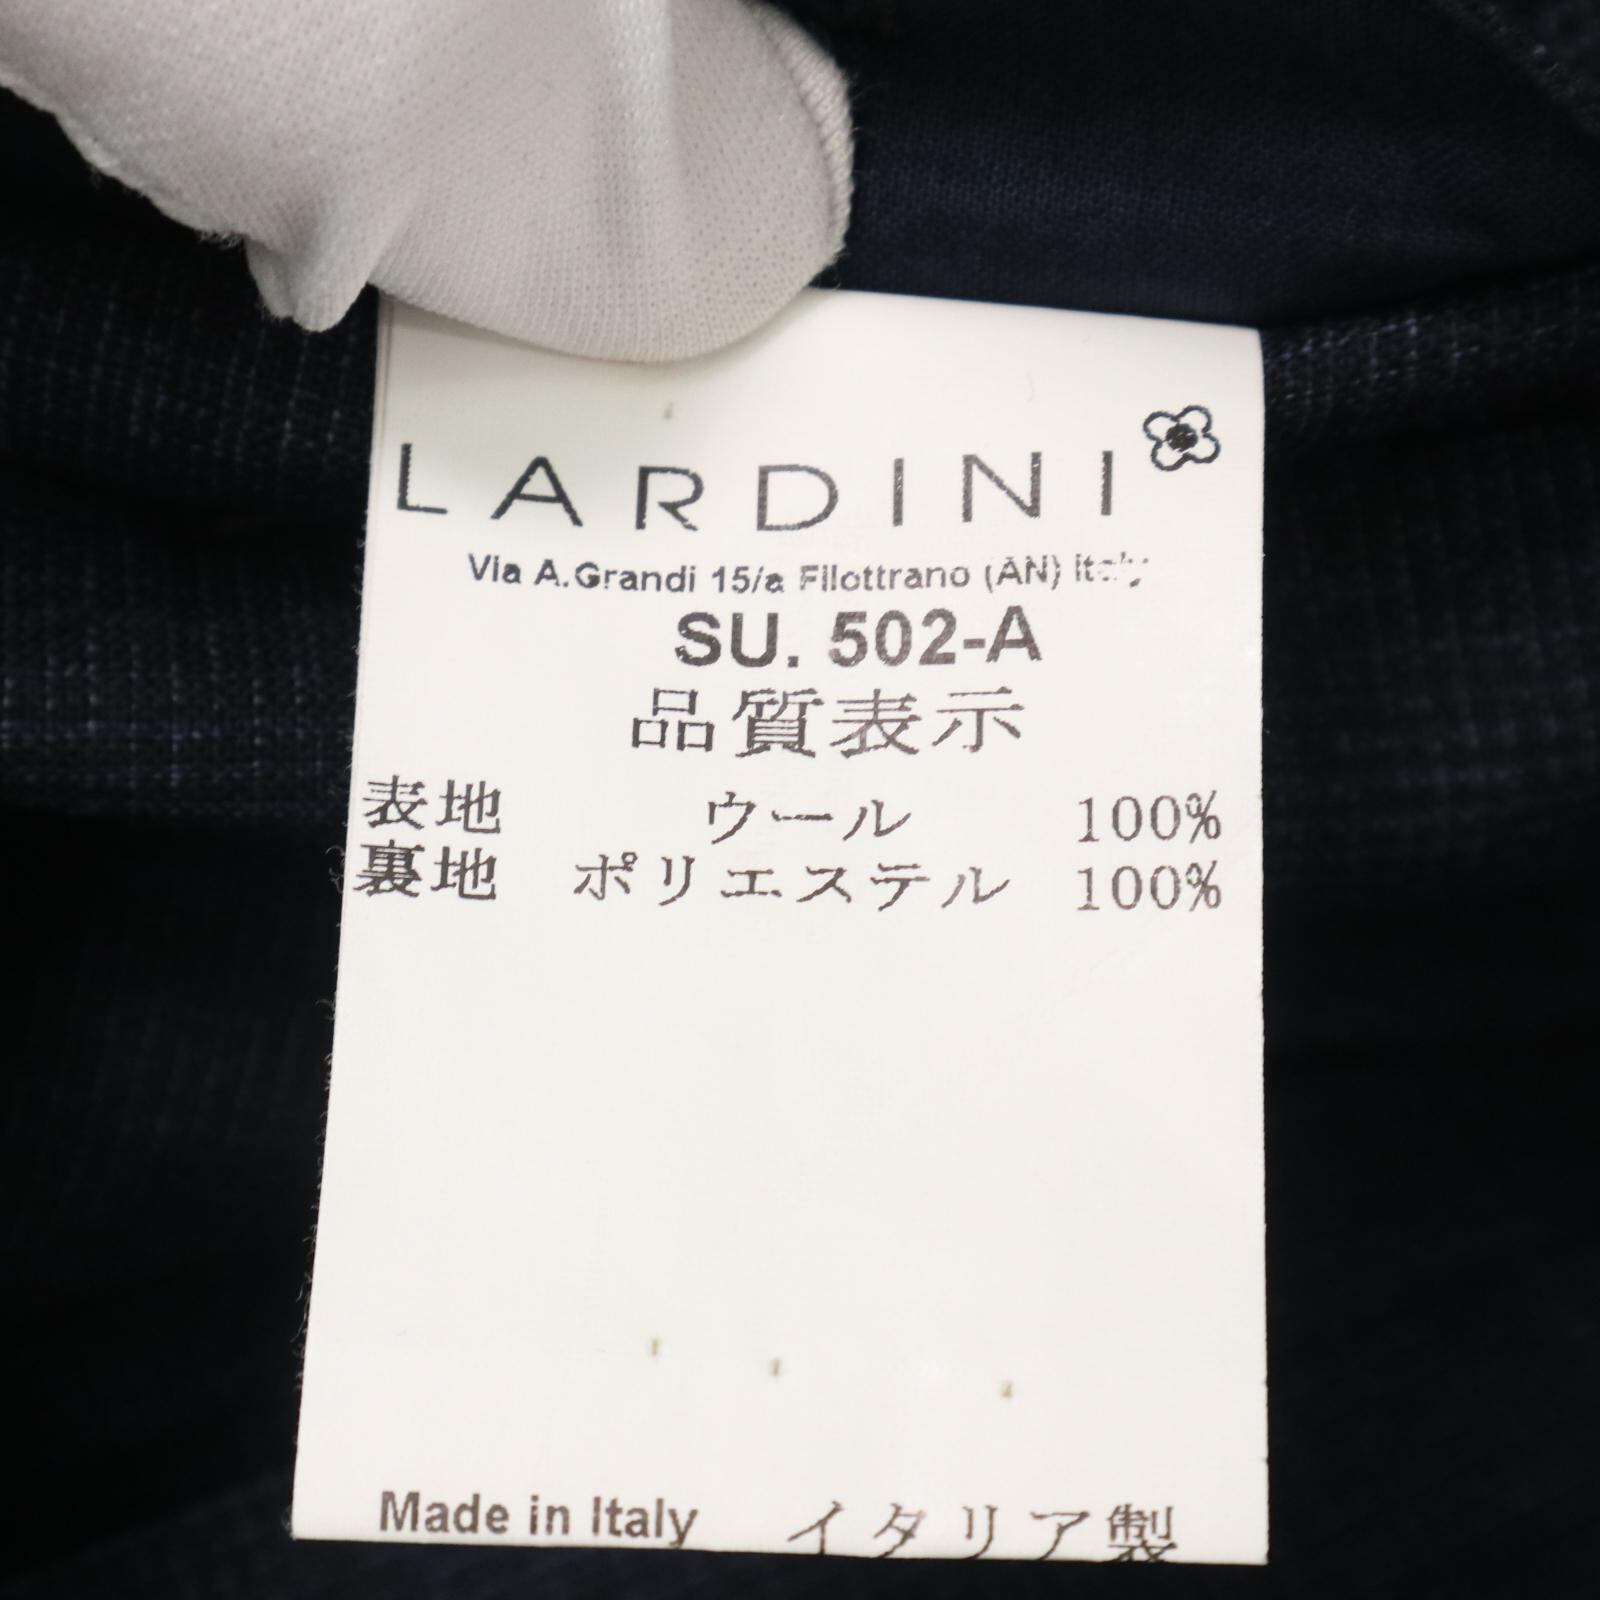 LARDINI
Via A.Grandi 15/a Filottrano (AN) Italy
SU. 502-A
品質表示
表地 ウール 100%
裏地 ポリエステル 100%
Made in Italy イタリア製